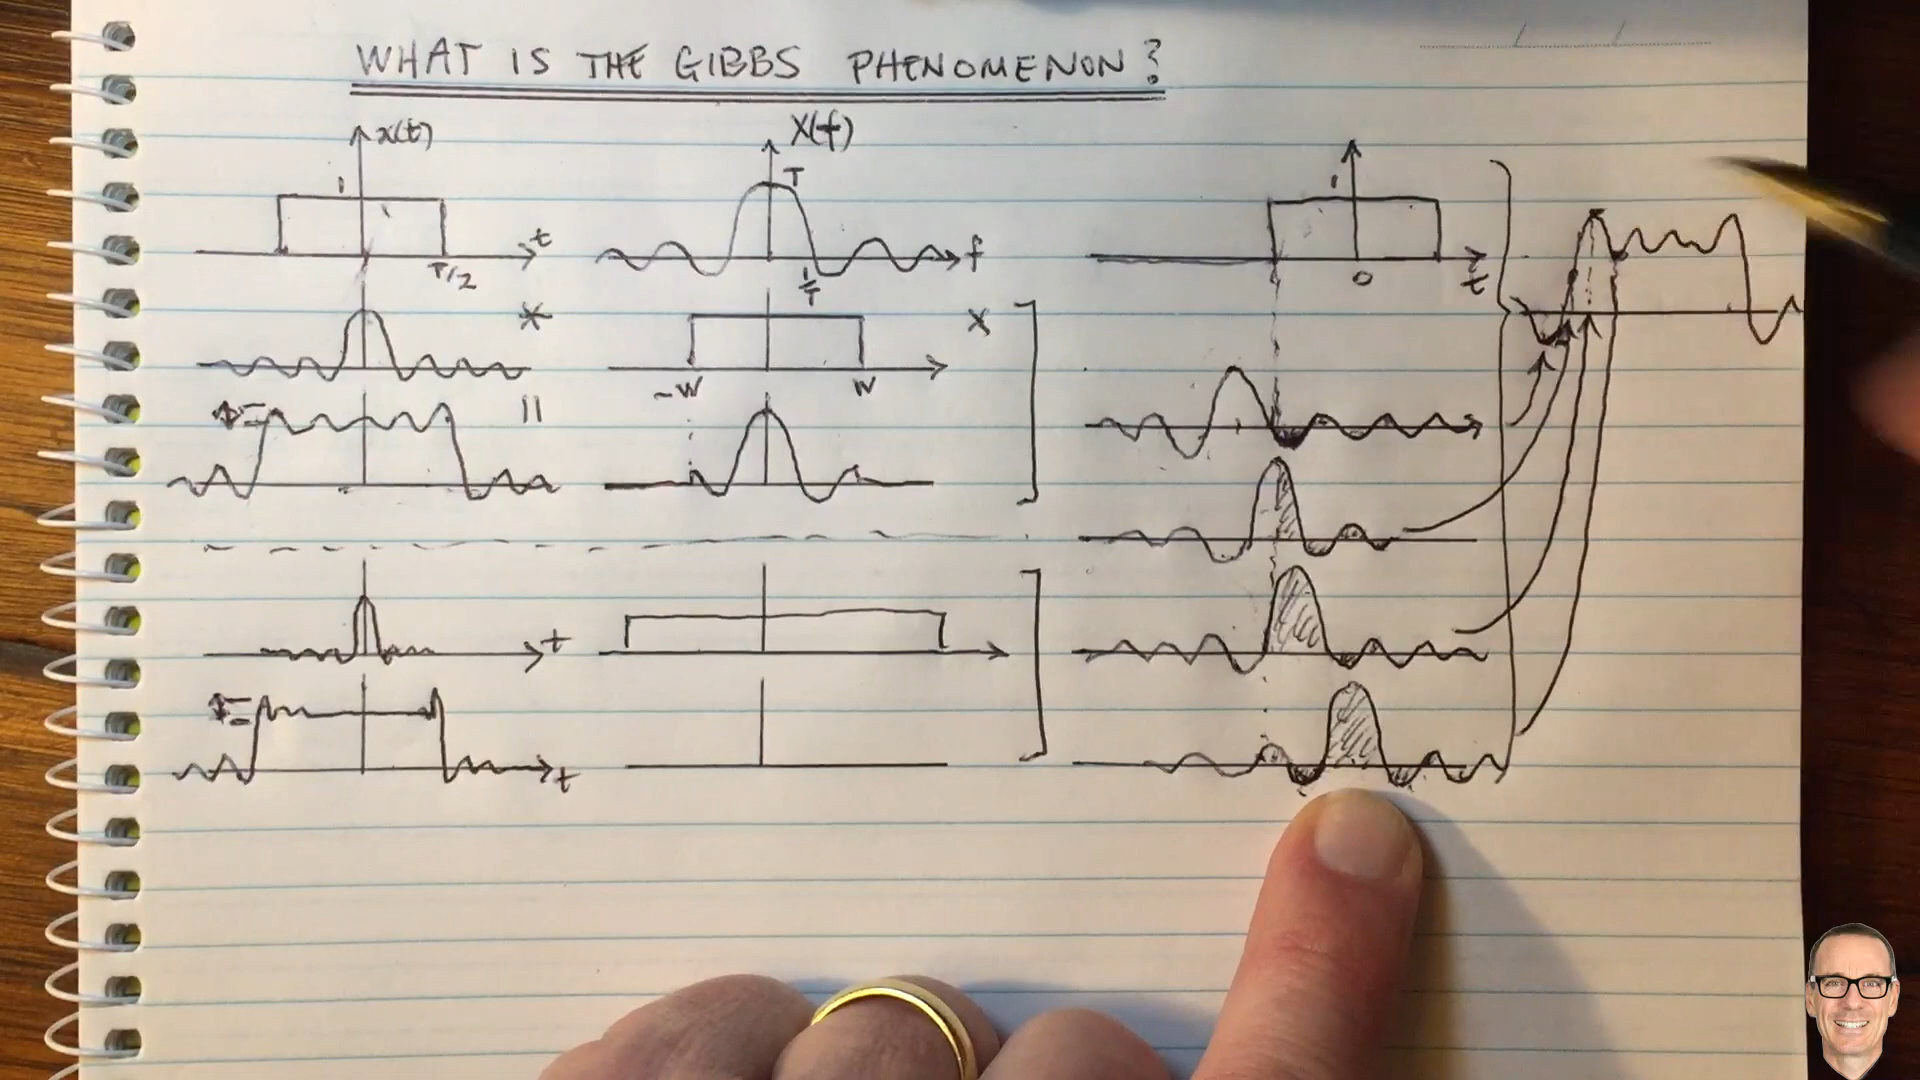 WHAT IS THE GIBBS PHENOMENON?
x(t)
X(f)
1
T
1
t
f
T/2
1/T
0
t
*
X
-W
W
=
t
t